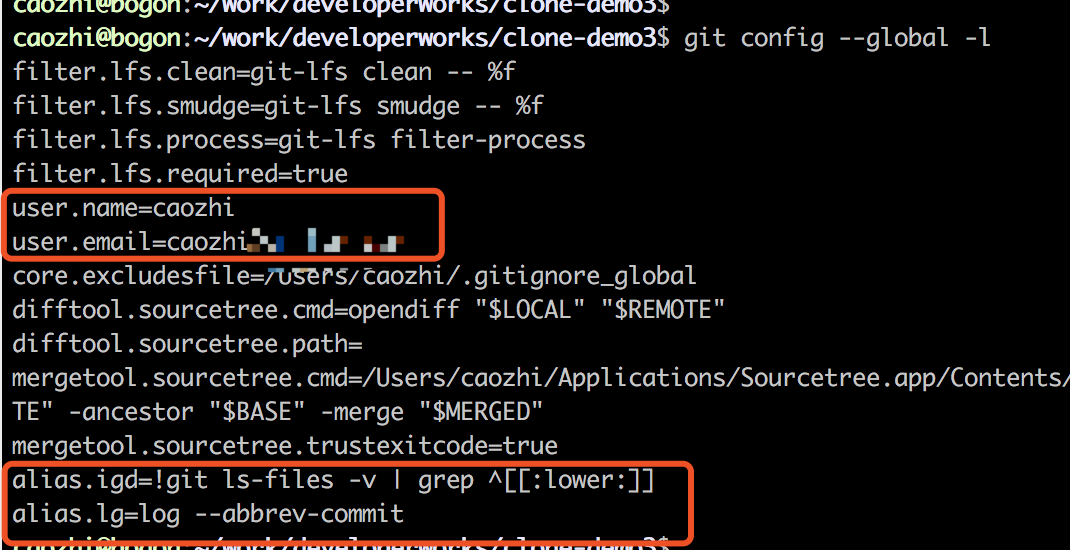 caozhi@bogon:~/work/developerworks/clone-demo3$
caozhi@bogon:~/work/developerworks/clone-demo3$ git config --global -l
filter.lfs.clean=git-lfs clean -- %f
filter.lfs.smudge=git-lfs smudge -- %f
filter.lfs.process=git-lfs filter-process
filter.lfs.required=true
user.name=caozhi
user.email=caozhi
core.excludesfile=/Users/caozhi/.gitignore_global
difftool.sourcetree.cmd=opendiff "$LOCAL" "$REMOTE"
difftool.sourcetree.path=
mergetool.sourcetree.cmd=/Users/caozhi/Applications/Sourcetree.app/Contents/
TE" -ancestor "$BASE" -merge "$MERGED"
mergetool.sourcetree.trustexitcode=true
alias.igd=!git ls-files -v | grep ^[[:lower:]]
alias.lg=log --abbrev-commit
caozhi@bogon:~/work/developerworks/clone-demo3$